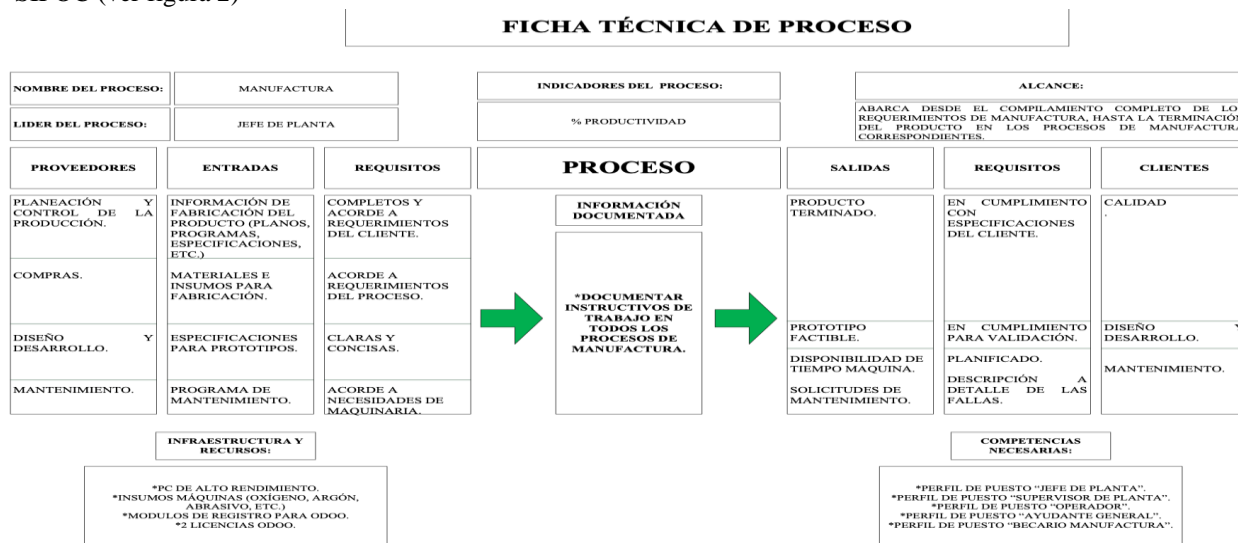 SIPOC (ver figura 2)
FICHA TÉCNICA DE PROCESO
NOMBRE DEL PROCESO:
MANUFACTURA
LIDER DEL PROCESO:
JEFE DE PLANTA
INDICADORES DEL PROCESO:
% PRODUCTIVIDAD
ALCANCE:
ABARCA DESDE EL COMPILAMIENTO COMPLETO DE LO
REQUERIMIENTOS DE MANUFACTURA, HASTA LA TERMINACIÓN
DEL PRODUCTO EN LOS PROCESOS DE MANUFACTURA
CORRESPONDIENTES.
PROVEEDORES
ENTRADAS
REQUISITOS
PROCESO
SALIDAS
REQUISITOS
CLIENTES
PLANEACIÓN Y
CONTROL DE LA
PRODUCCIÓN.
INFORMACIÓN DE
FABRICACIÓN DEL
PRODUCTO (PLANOS,
PROGRAMAS,
ESPECIFICACIONES,
ETC.)
COMPLETOS Y
ACORDE A
REQUERIMIENTOS
DEL CLIENTE.
COMPRAS.
MATERIALES E
INSUMOS PARA
FABRICACIÓN.
ACORDE A
REQUERIMIENTOS
DEL PROCESO.
DISEÑO Y
DESARROLLO.
ESPECIFICACIONES
PARA PROTOTIPOS.
CLARAS Y
CONCISAS.
MANTENIMIENTO.
PROGRAMA DE
MANTENIMIENTO.
ACORDE A
NECESIDADES DE
MAQUINARIA.
INFORMACIÓN
DOCUMENTADA
*DOCUMENTAR
INSTRUCTIVOS DE
TRABAJO EN
TODOS LOS
PROCESOS DE
MANUFACTURA.
PRODUCTO
TERMINADO.
EN CUMPLIMIENTO
CON
ESPECIFICACIONES
DEL CLIENTE.
CALIDAD
.
PROTOTIPO
FACTIBLE.
EN CUMPLIMIENTO
PARA VALIDACIÓN.
DISEÑO Y
DESARROLLO.
DISPONIBILIDAD DE
TIEMPO MAQUINA.
SOLICITUDES DE
MANTENIMIENTO.
PLANIFICADO.
DESCRIPCIÓN A
DETALLE DE LAS
FALLAS.
MANTENIMIENTO.
INFRAESTRUCTURA Y
RECURSOS:
*PC DE ALTO RENDIMIENTO.
*INSUMOS MÁQUINAS (OXÍGENO, ARGÓN,
ABRASIVO, ETC.)
*MODULOS DE REGISTRO PARA ODOO.
*2 LICENCIAS ODOO.
COMPETENCIAS
NECESARIAS:
*PERFIL DE PUESTO “JEFE DE PLANTA”.
*PERFIL DE PUESTO “SUPERVISOR DE PLANTA”.
*PERFIL DE PUESTO “OPERADOR”.
*PERFIL DE PUESTO “AYUDANTE GENERAL”.
*PERFIL DE PUESTO “BECARIO MANUFACTURA”.